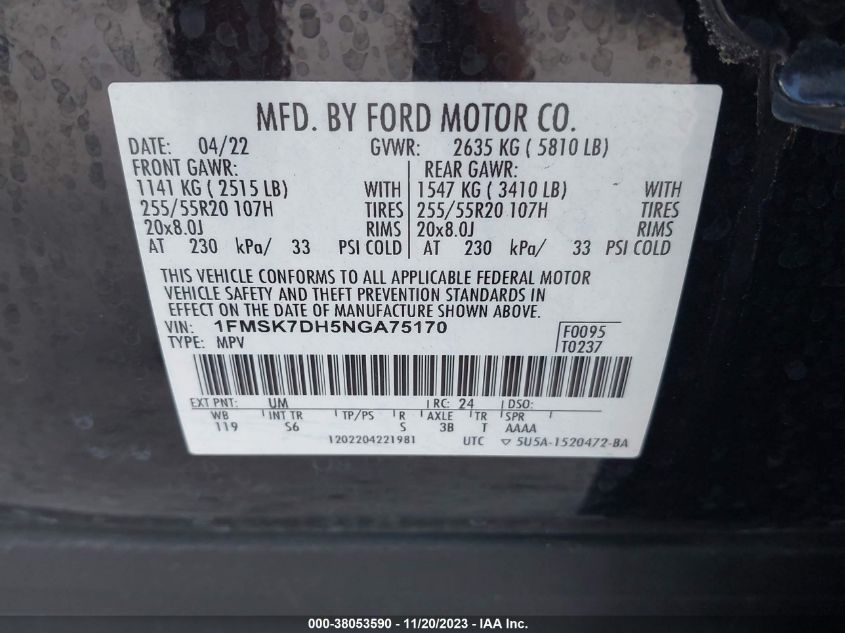 MFD. BY FORD MOTOR CO.
DATE: 04/22 GVWR: 2635 KG ( 5810 LB)
FRONT GAWR: REAR GAWR:
1141 KG ( 2515 LB) WITH 1547 KG ( 3410 LB) WITH
255/55R20 107H TIRES 255/55R20 107H TIRES
20x8.0J RIMS 20x8.0J RIMS
AT 230 kPa/ 33 PSI COLD AT 230 kPa/ 33 PSI COLD
THIS VEHICLE CONFORMS TO ALL APPLICABLE FEDERAL MOTOR
VEHICLE SAFETY AND THEFT PREVENTION STANDARDS IN
EFFECT ON THE DATE OF MANUFACTURE SHOWN ABOVE.
VIN: 1FMSK7DH5NGA75170 F0095
TYPE: MPV T0237
EXT PNT: UM RC: 24 DSO:
WB INT TR TP/PS R AXLE TR SPR
119 S6 S 3B T AAAA
1202204221981 UTC ▽ 5U5A-1520472-BA
000-38053590 — 11/20/2023 — IAA Inc.